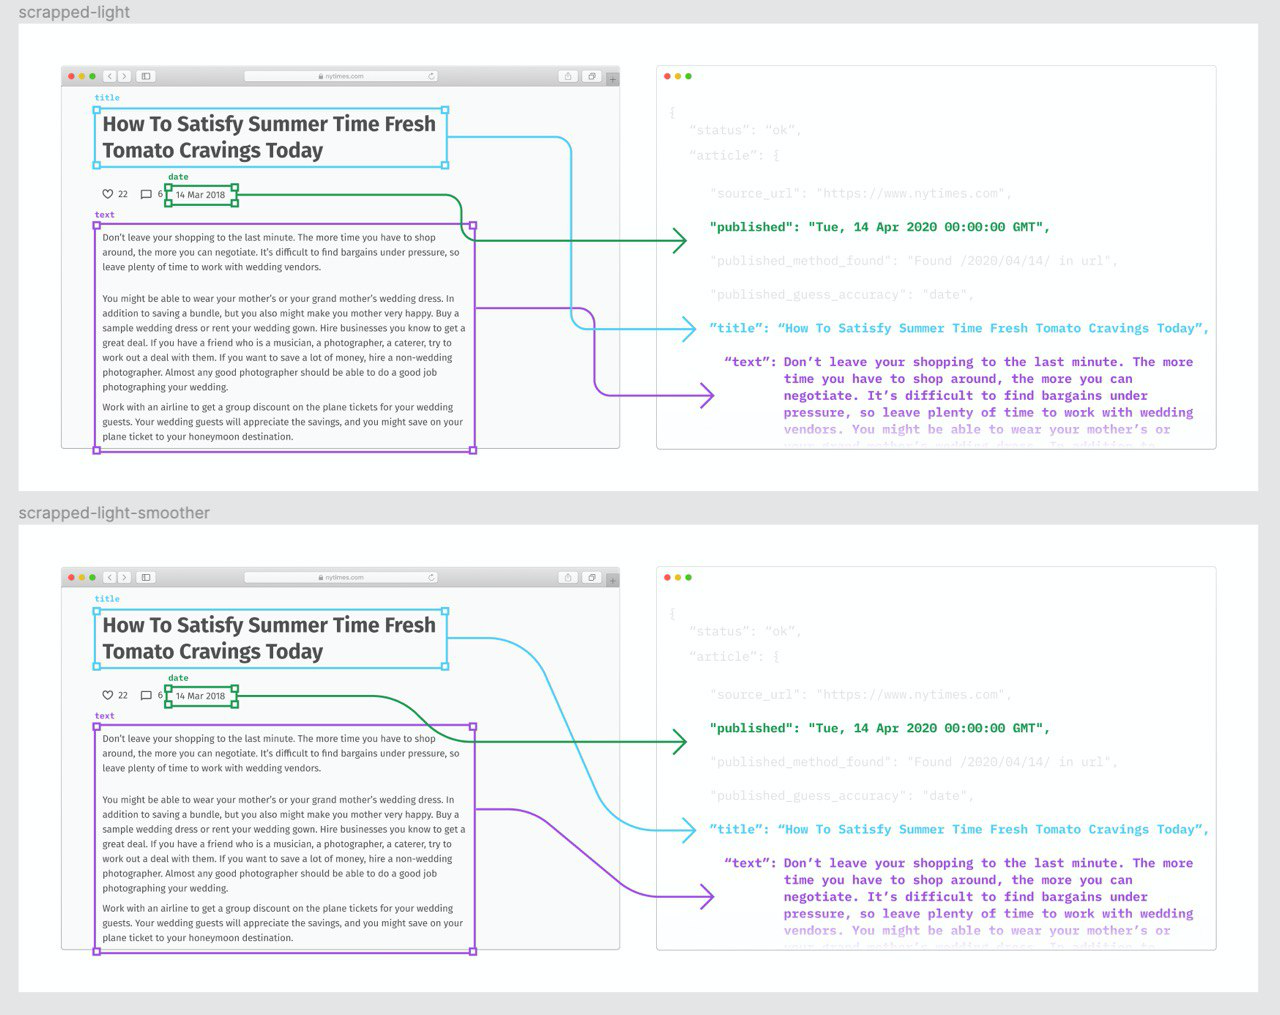 scrapped-light
nytimes.com
title
How To Satisfy Summer Time Fresh
Tomato Cravings Today
date
22 6 14 Mar 2018
text
Don't leave your shopping to the last minute. The more time you have to shop
around, the more you can negotiate. It's difficult to find bargains under pressure, so
leave plenty of time to work with wedding vendors.
You might be able to wear your mother's or your grand mother's wedding dress. In
addition to saving a bundle, but you also might make you mother very happy. Buy a
sample wedding dress or rent your wedding gown. Hire businesses you know to get a
great deal. If you have a friend who is a musician, a photographer, a caterer, try to
work out a deal with them. If you want to save a lot of money, hire a non-wedding
photographer. Almost any good photographer should be able to do a good job
photographing your wedding.
Work with an airline to get a group discount on the plane tickets for your wedding
guests. Your wedding guests will appreciate the savings, and you might save on your
plane ticket to your honeymoon destination.
{
"status": "ok",
"article": {
"source_url": "https://www.nytimes.com",
"published": "Tue, 14 Apr 2020 00:00:00 GMT",
"published_method_found": "Found /2020/04/14/ in url",
"published_guess_accuracy": "date",
"title": "How To Satisfy Summer Time Fresh Tomato Cravings Today",
"text": Don't leave your shopping to the last minute. The more
time you have to shop around, the more you can
negotiate. It's difficult to find bargains under
pressure, so leave plenty of time to work with wedding
vendors. You might be able to wear your mother's or
your grand mother's wedding dress. In addition to
scrapped-light-smoother
nytimes.com
title
How To Satisfy Summer Time Fresh
Tomato Cravings Today
date
22 6 14 Mar 2018
text
Don't leave your shopping to the last minute. The more time you have to shop
around, the more you can negotiate. It's difficult to find bargains under pressure, so
leave plenty of time to work with wedding vendors.
You might be able to wear your mother's or your grand mother's wedding dress. In
addition to saving a bundle, but you also might make you mother very happy. Buy a
sample wedding dress or rent your wedding gown. Hire businesses you know to get a
great deal. If you have a friend who is a musician, a photographer, a caterer, try to
work out a deal with them. If you want to save a lot of money, hire a non-wedding
photographer. Almost any good photographer should be able to do a good job
photographing your wedding.
Work with an airline to get a group discount on the plane tickets for your wedding
guests. Your wedding guests will appreciate the savings, and you might save on your
plane ticket to your honeymoon destination.
{
"status": "ok",
"article": {
"source_url": "https://www.nytimes.com",
"published": "Tue, 14 Apr 2020 00:00:00 GMT",
"published_method_found": "Found /2020/04/14/ in url",
"published_guess_accuracy": "date",
"title": "How To Satisfy Summer Time Fresh Tomato Cravings Today",
"text": Don't leave your shopping to the last minute. The more
time you have to shop around, the more you can
negotiate. It's difficult to find bargains under
pressure, so leave plenty of time to work with wedding
vendors. You might be able to wear your mother's or
your grand mother's wedding dress. In addition to